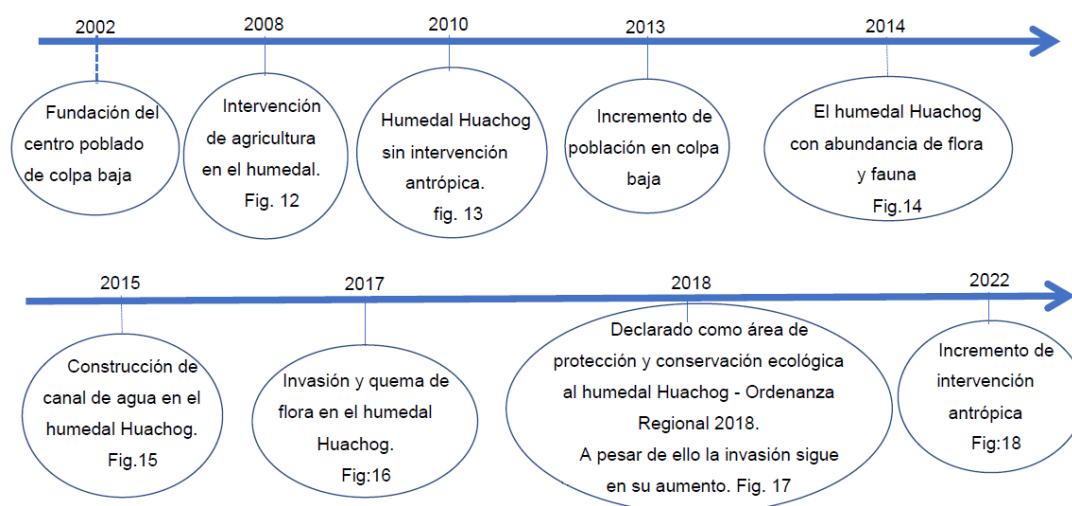 2002
2008
2010
2013
2014
Fundación del
centro poblado
de colpa baja
Intervención
de agricultura
en el humedal.
Fig. 12
Humedal Huachog
sin intervención
antrópica.
fig. 13
Incremento de
población en colpa
baja
El humedal Huachog
con abundancia de flora
y fauna
Fig.14
2015
2017
2018
2022
Construcción de
canal de agua en el
humedal Huachog.
Fig.15
Invasión y quema de
flora en el humedal
Huachog.
Fig:16
Declarado como área de
protección y conservación ecológica
al humedal Huachog - Ordenanza
Regional 2018.
A pesar de ello la invasión sigue
en su aumento. Fig. 17
Incremento de
intervención
antrópica
Fig:18